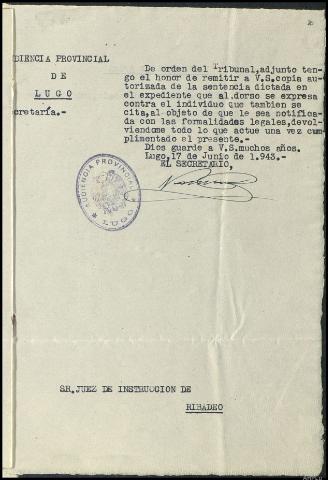 DIENCIA PROVINCIAL
DE
LUGO
cretaría.-
De orden del Tribunal,adjunto ten-
go el honor de remitir a V.S.copia au-
torizada de la sentencia dictada en
el expediente que al.dorso se expresa
contra el individuo que tambien se
cita,al objeto de que le sea notifica-
da con las formalidades legales,devol-
viendome todo lo que actue una vez cum
plimentado el presente.-
Dios guarde a V.S.muchos años.
Lugo,17 de Junio de 1.943.-
EL SECRETARIO,
AUDIENCIA PROVINCIAL
* LUGO *
SR.JUEZ DE INSTRUCCION DE
RIBADEO